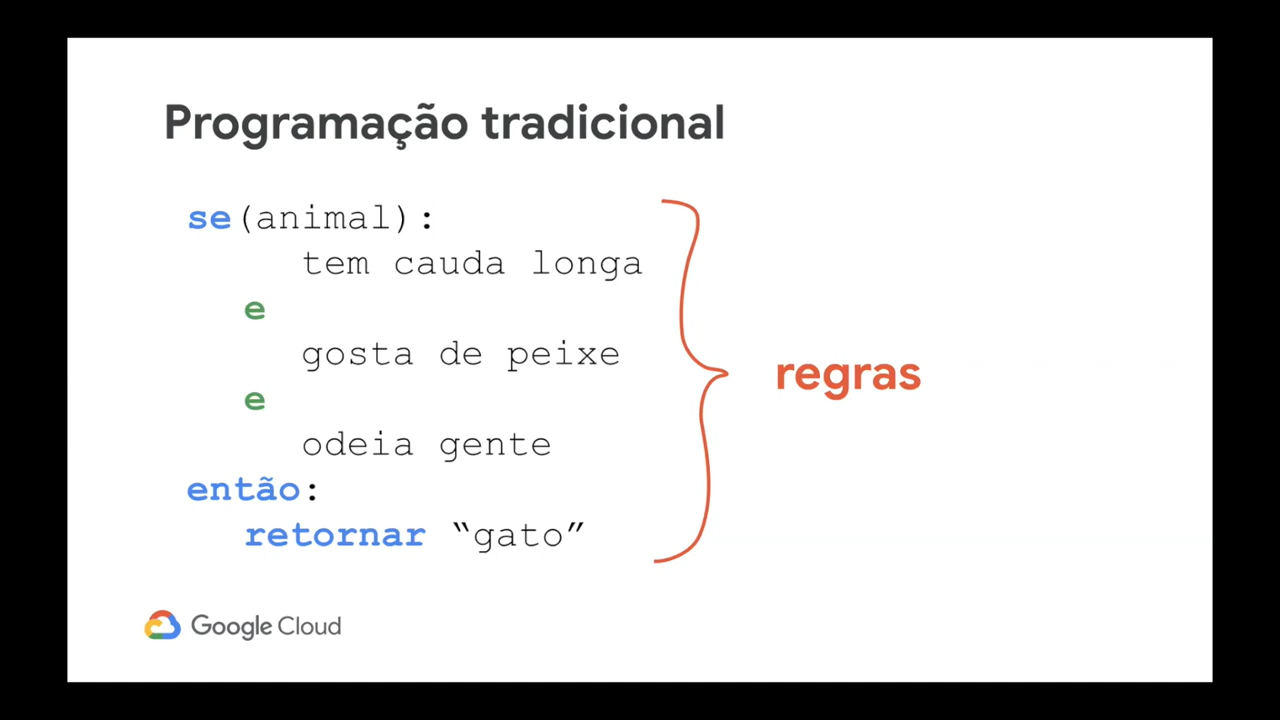 Programação tradicional
se(animal):
tem cauda longa
e
gosta de peixe
e
odeia gente
então:
retornar “gato”
regras
Google Cloud